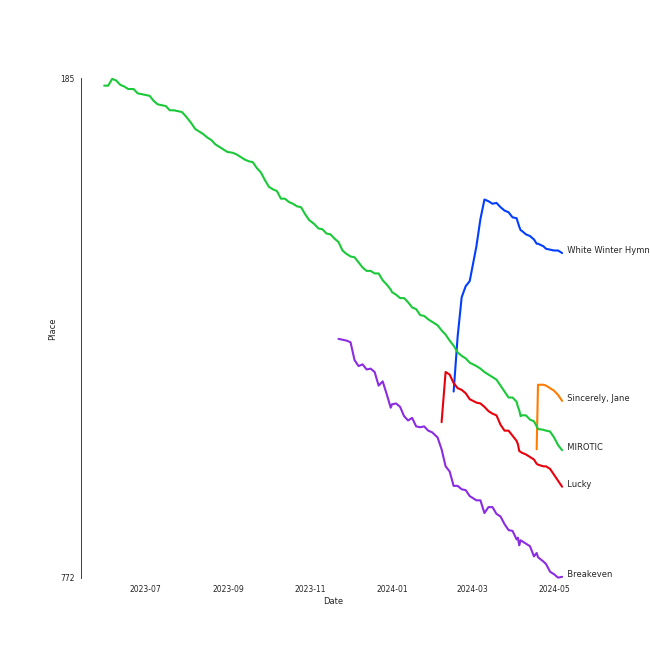 185
White Winter Hymn
Place
Sincerely, Jane
MIROTIC
Lucky
Breakeven
772
2023-07 2023-09 2023-11 2024-01 2024-03 2024-05
Date